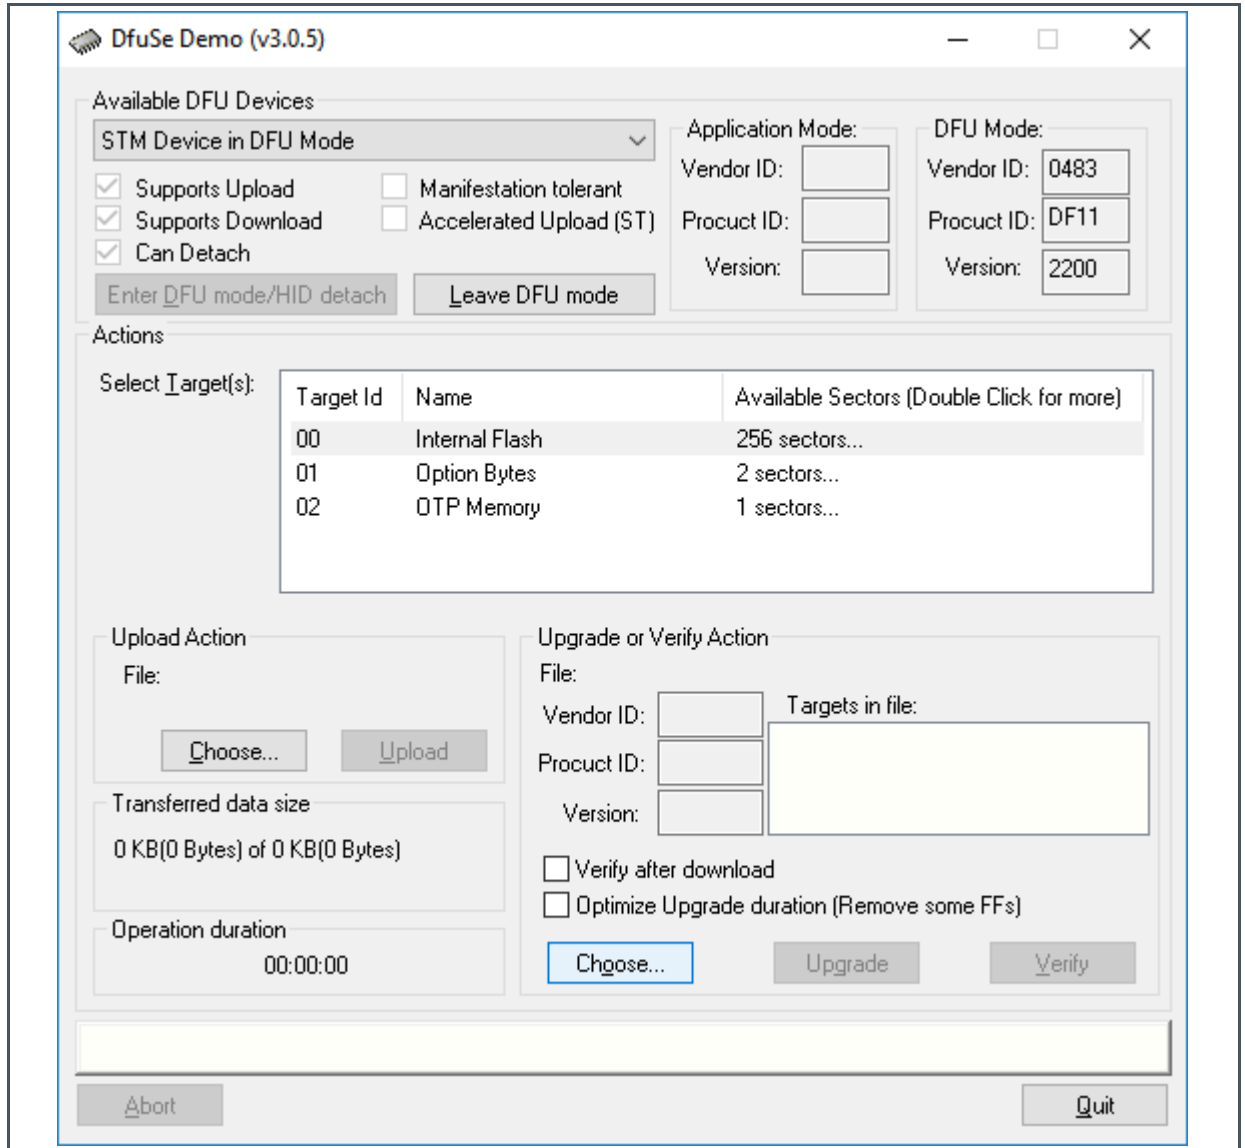 DfuSe Demo (v3.0.5)
Available DFU Devices
STM Device in DFU Mode
Supports Upload
Manifestation tolerant
Supports Download
Accelerated Upload (ST)
Can Detach
Enter DFU mode/HID detach
Leave DFU mode
Application Mode:
Vendor ID:
Procuct ID:
Version:
DFU Mode:
Vendor ID: 0483
Procuct ID: DF11
Version: 2200
Actions
Select Target(s):
Target Id Name Available Sectors (Double Click for more)
00 Internal Flash 256 sectors...
01 Option Bytes 2 sectors...
02 OTP Memory 1 sectors...
Upload Action
File:
Choose... Upload
Transferred data size
0 KB(0 Bytes) of 0 KB(0 Bytes)
Operation duration
00:00:00
Upgrade or Verify Action
File:
Vendor ID:
Procuct ID:
Version:
Targets in file:
Verify after download
Optimize Upgrade duration (Remove some FFs)
Choose... Upgrade Verify
Abort Quit